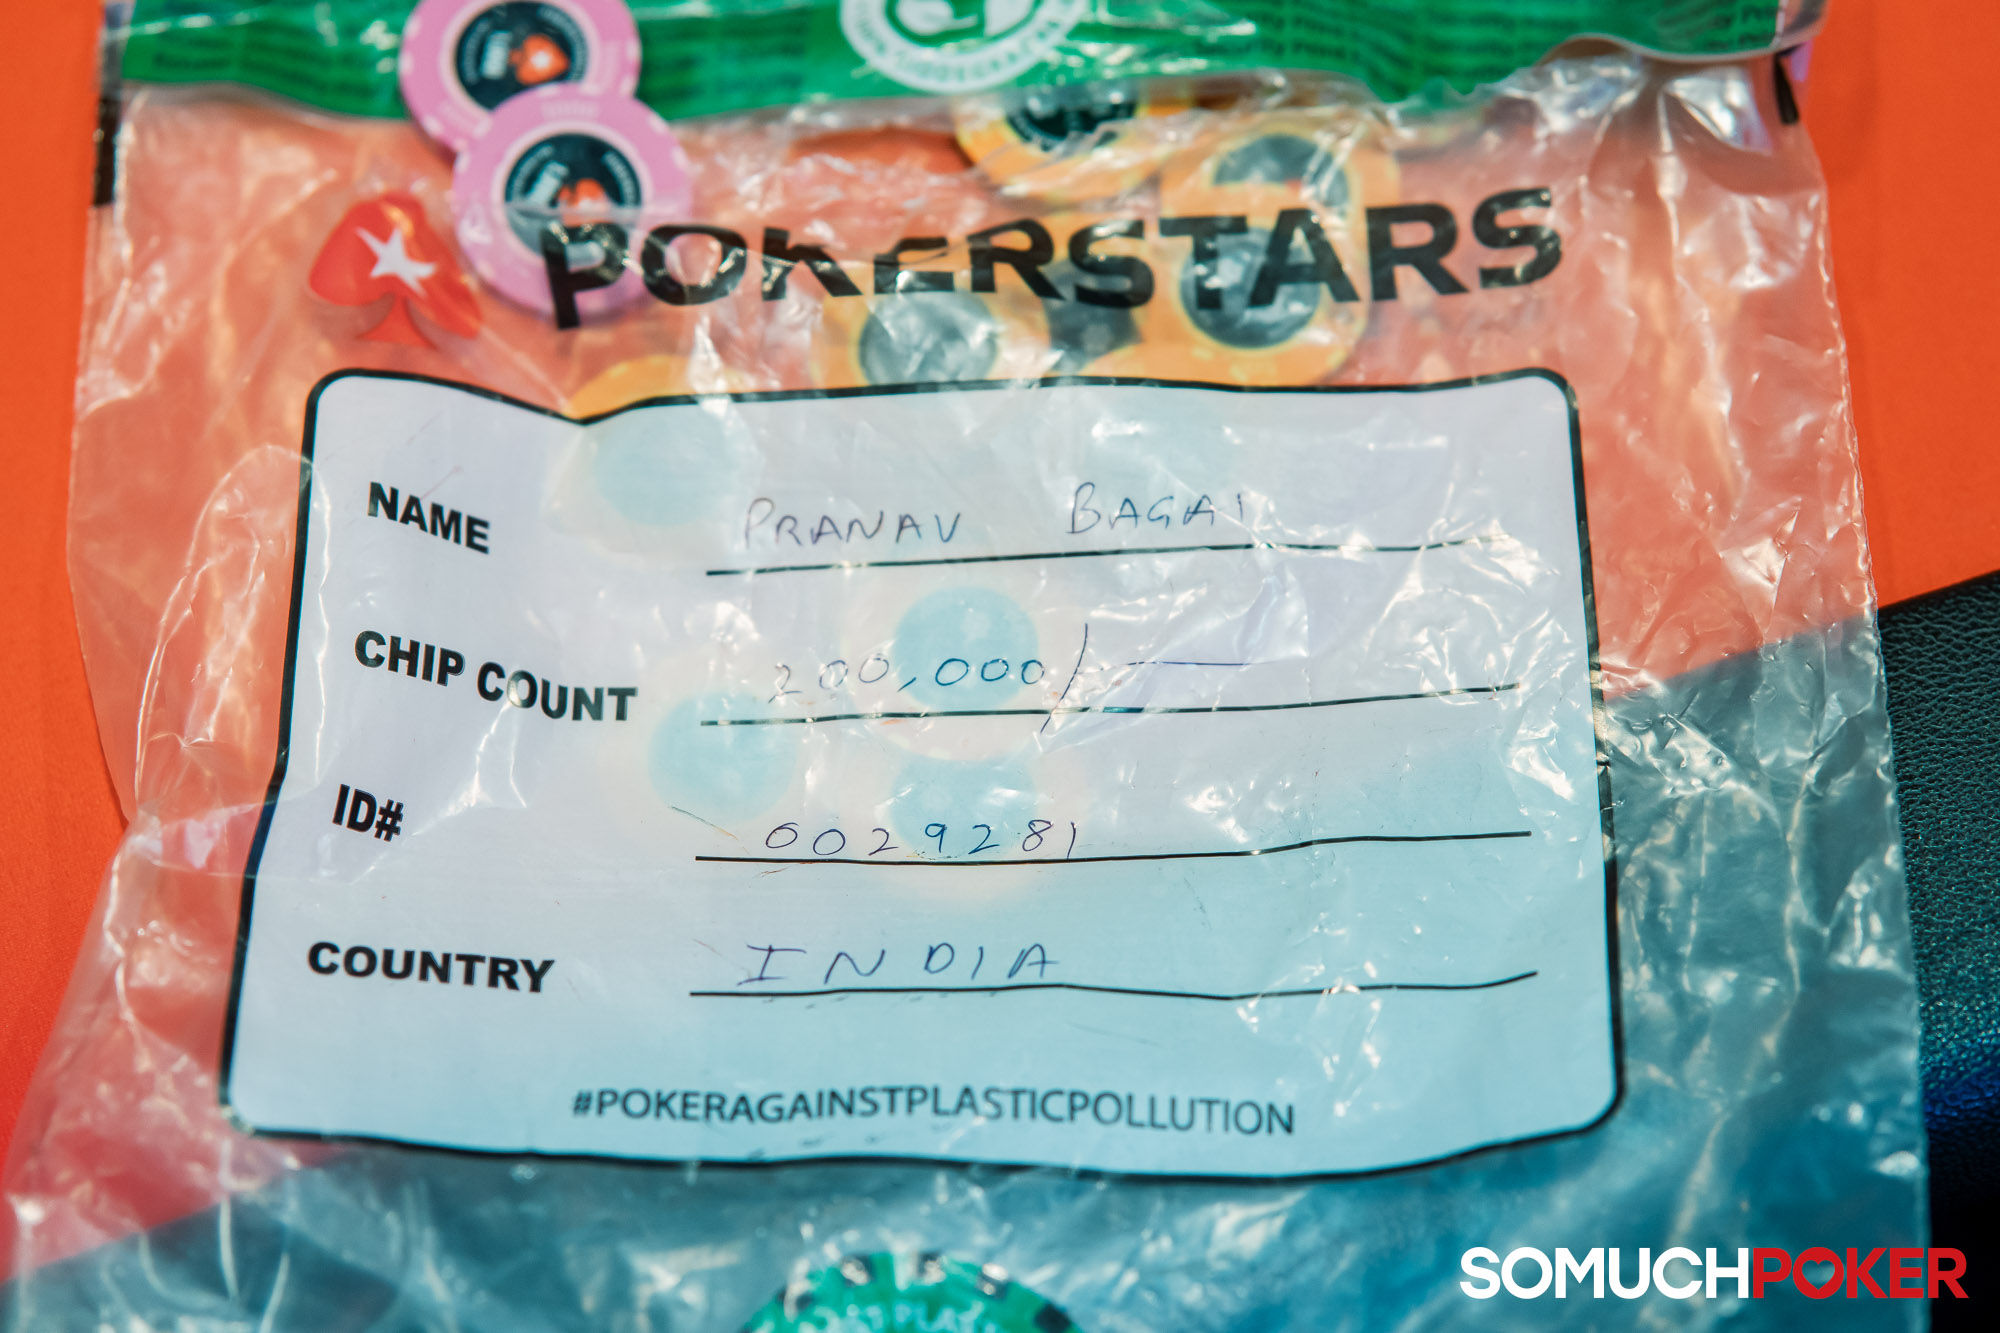 POKERSTARS
NAME PRANAV BAGAI
CHIP COUNT 200,000/—
ID# 0029281
COUNTRY INDIA
#POKERAGAINSTPLASTICPOLLUTION
SOMUCHPOKER